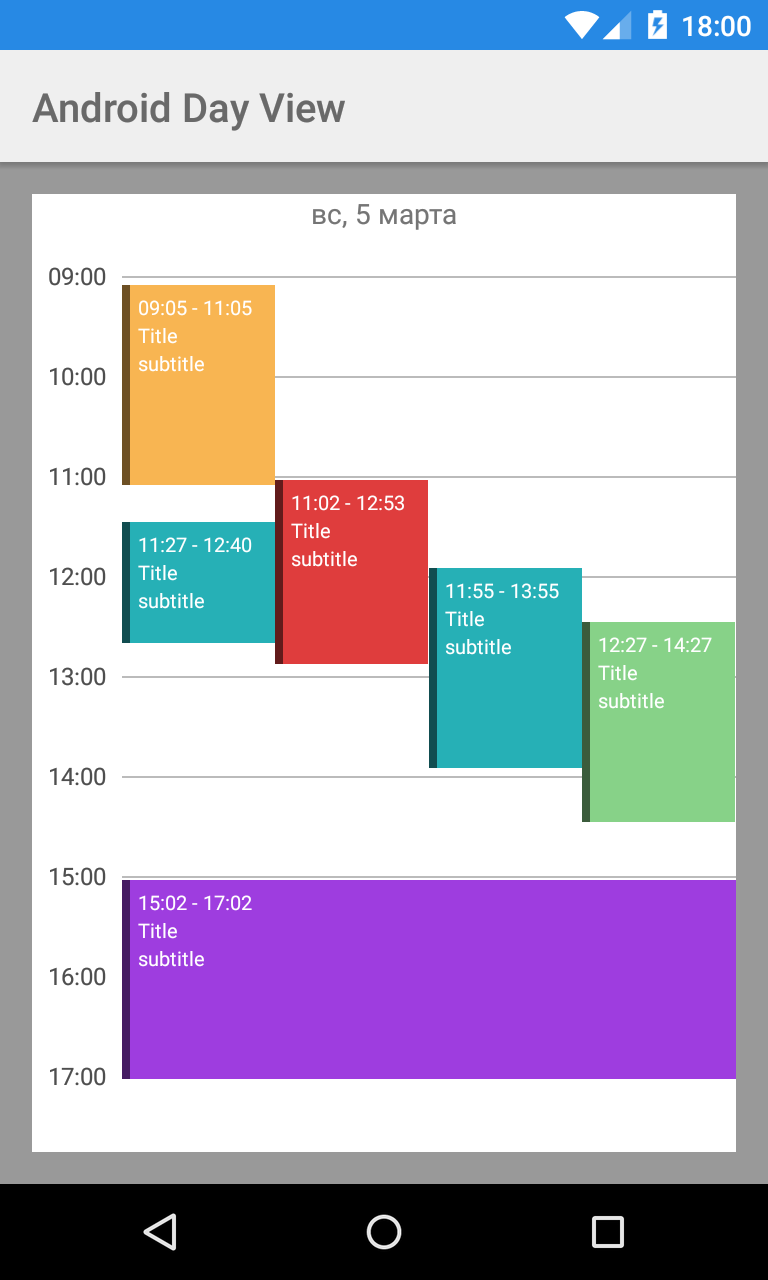 18:00
Android Day View
вс, 5 марта
09:00
09:05 - 11:05
Title
subtitle
10:00
11:00
11:02 - 12:53
Title
subtitle
11:27 - 12:40
Title
subtitle
12:00
11:55 - 13:55
Title
subtitle
12:27 - 14:27
Title
subtitle
13:00
14:00
15:00
15:02 - 17:02
Title
subtitle
16:00
17:00